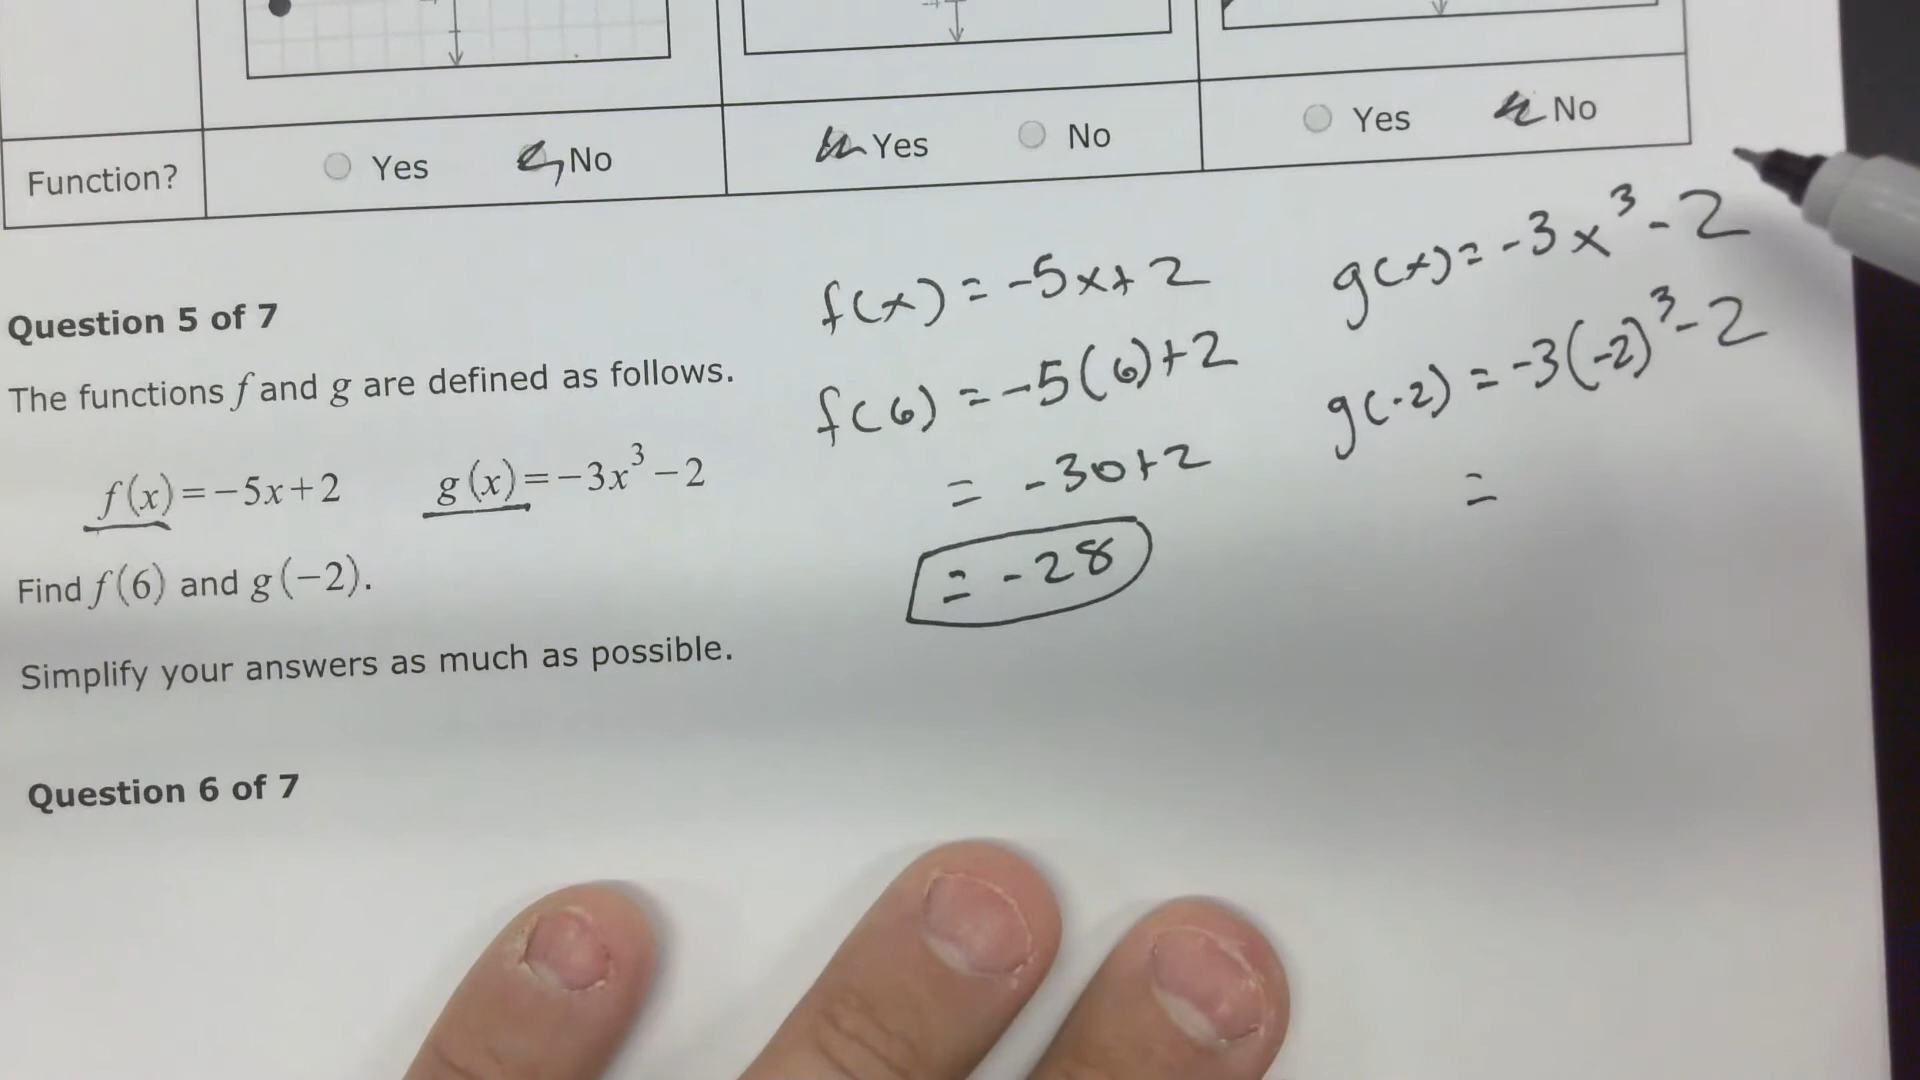 Function? Yes No Yes No Yes No
Question 5 of 7
The functions f and g are defined as follows.
f(x)=−5x+2 g(x)=−3x³−2
Find f(6) and g(−2).
Simplify your answers as much as possible.
Question 6 of 7
f(x) = -5x+2
f(6) = -5(6)+2
= -30+2
= -28
g(x) = -3x³-2
g(-2) = -3(-2)³-2
=